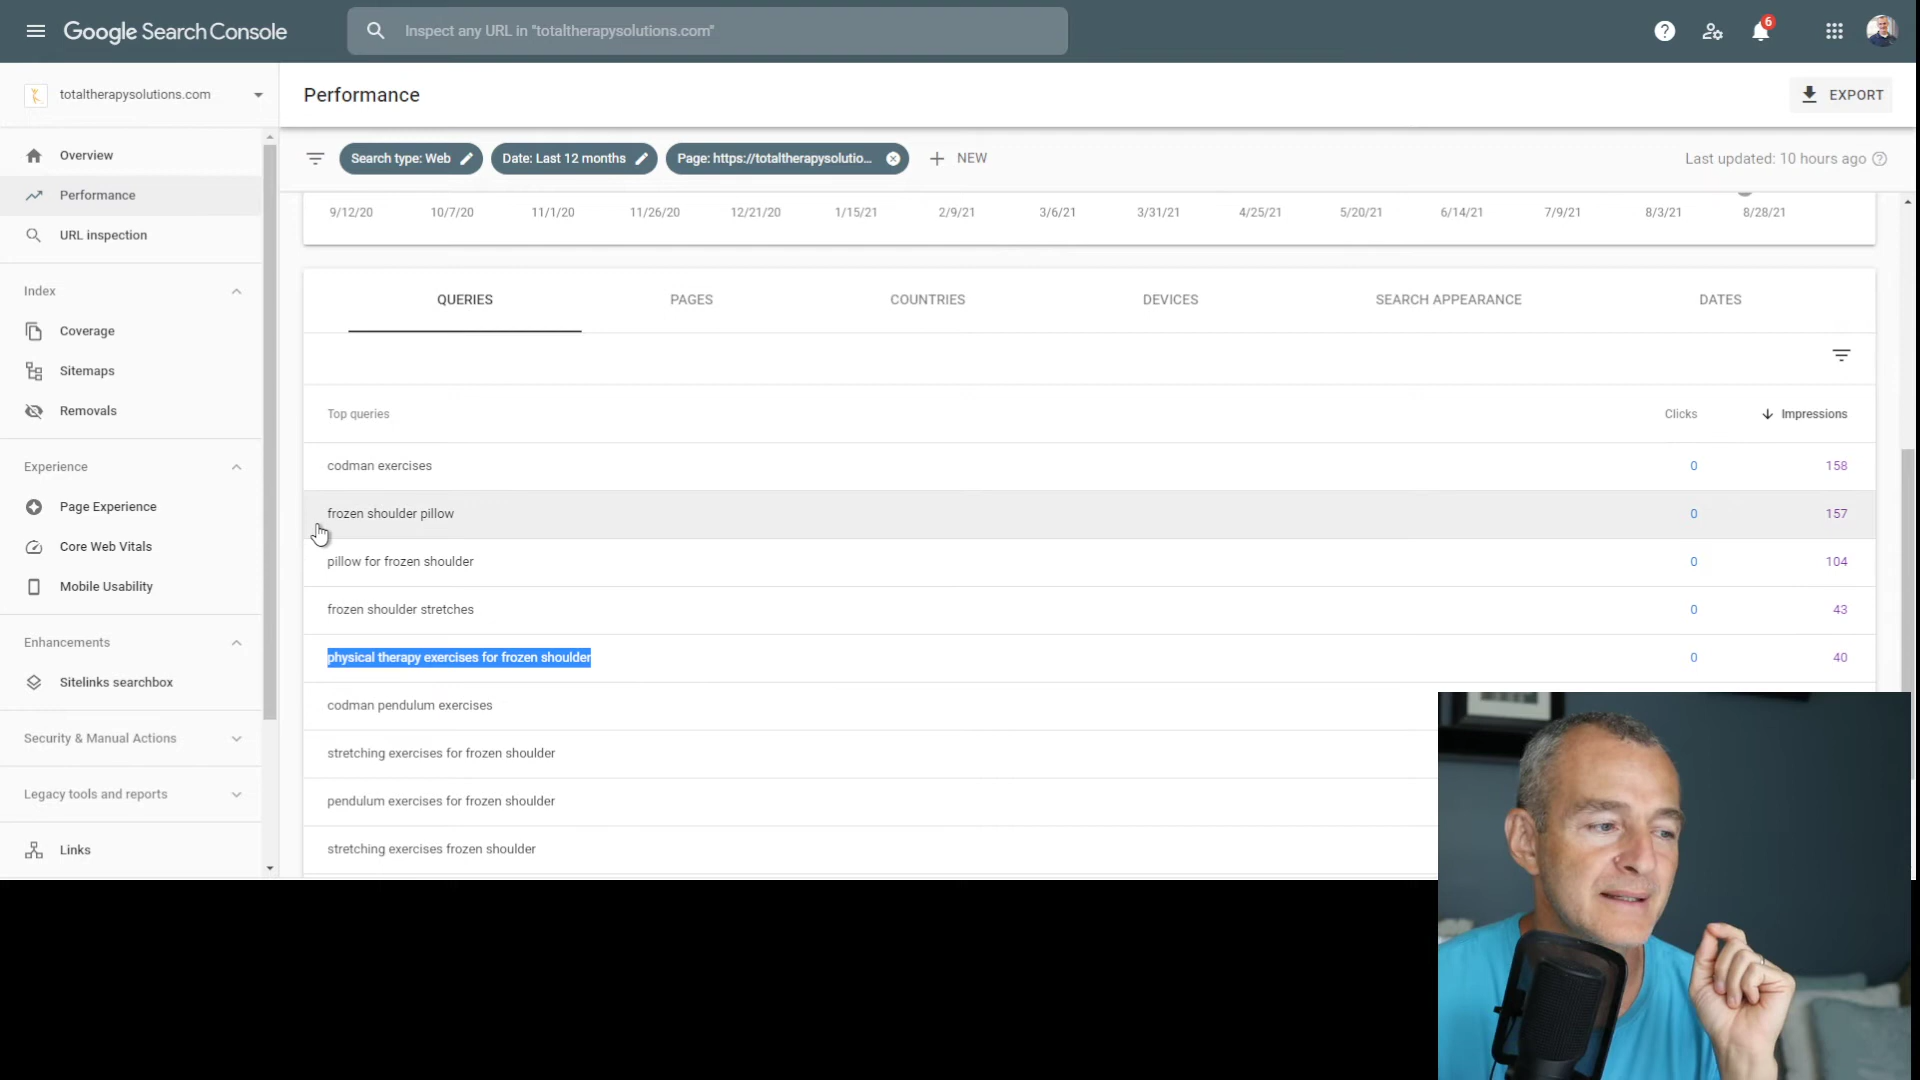 Google Search Console
Inspect any URL in "totaltherapysolutions.com"
6
totaltherapysolutions.com
Performance
EXPORT
Overview
Performance
URL inspection
Index
Coverage
Sitemaps
Removals
Experience
Page Experience
Core Web Vitals
Mobile Usability
Enhancements
Sitelinks searchbox
Security & Manual Actions
Legacy tools and reports
Links
Search type: Web
Date: Last 12 months
Page: https://totaltherapysolutio...
NEW
Last updated: 10 hours ago
9/12/20 10/7/20 11/1/20 11/26/20 12/21/20 1/15/21 2/9/21 3/6/21 3/31/21 4/25/21 5/20/21 6/14/21 7/9/21 8/3/21 8/28/21
QUERIES PAGES COUNTRIES DEVICES SEARCH APPEARANCE DATES
Top queries Clicks Impressions
codman exercises 0 158
frozen shoulder pillow 0 157
pillow for frozen shoulder 0 104
frozen shoulder stretches 0 43
physical therapy exercises for frozen shoulder 0 40
codman pendulum exercises
stretching exercises for frozen shoulder
pendulum exercises for frozen shoulder
stretching exercises frozen shoulder